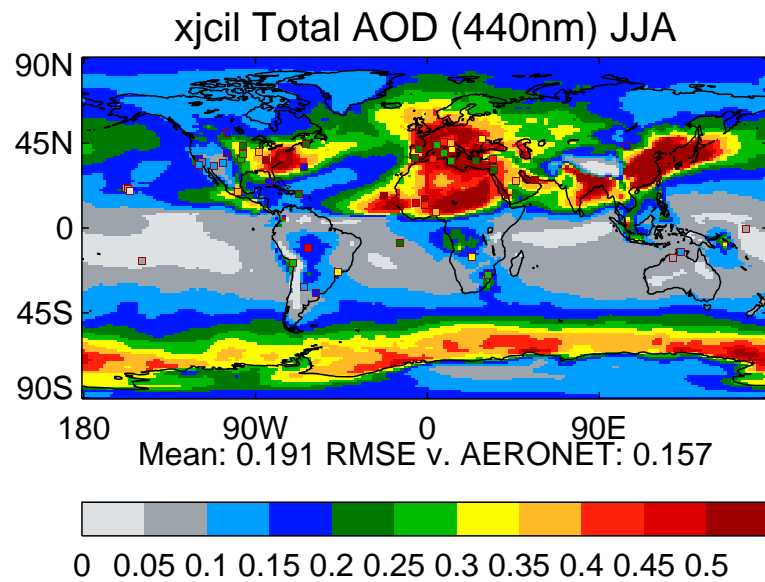 xjcil Total AOD (440nm) JJA
90N
45N
0
45S
90S
180 90W 0 90E
Mean: 0.191 RMSE v. AERONET: 0.157
0 0.05 0.1 0.15 0.2 0.25 0.3 0.35 0.4 0.45 0.5